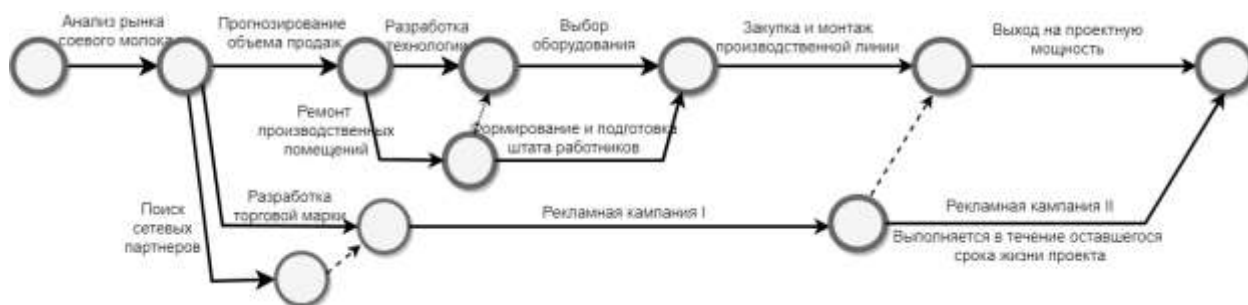 Анализ рынка
соевого молока
Прогнозирование
объема продаж
Разработка
технологии
Выбор
оборудования
Закупка и монтаж
производственной линии
Выход на проектную
мощность
Ремонт
производственных
помещений
Формирование и подготовка
штата работников
Поиск
сетевых
партнеров
Разработка
торговой марки
Рекламная кампания I
Рекламная кампания II
Выполняется в течение оставшегося
срока жизни проекта